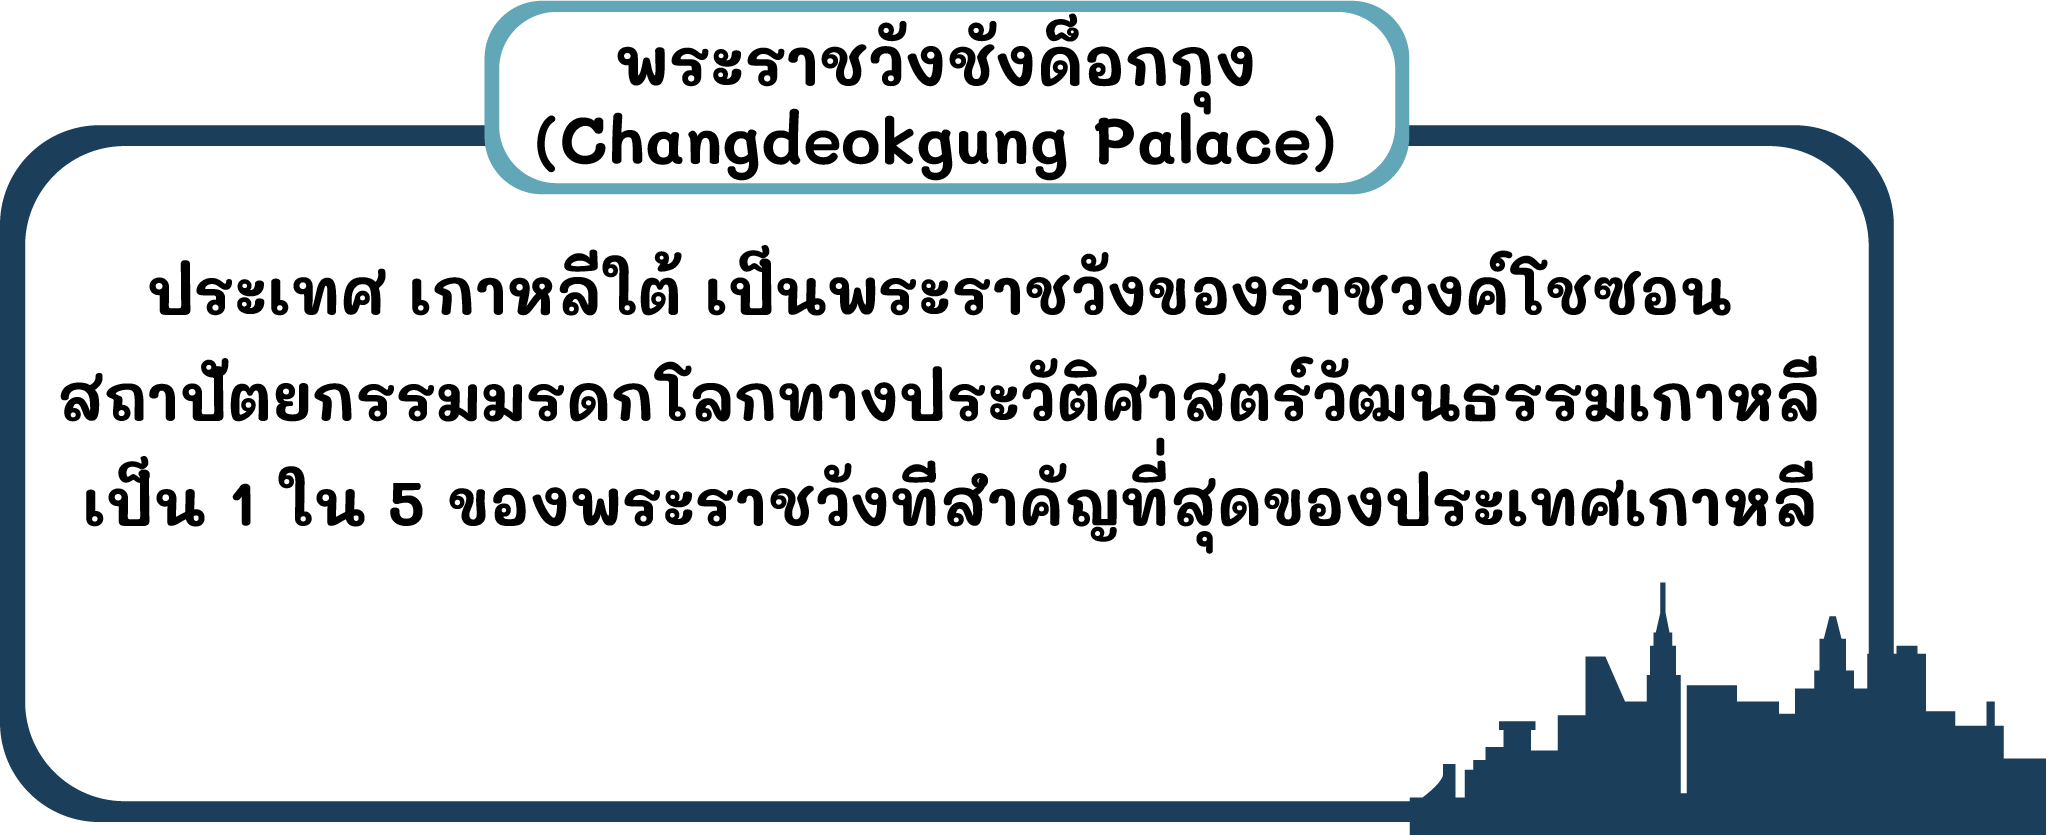 พระราชวังชังด็อกกุง
(Changdeokgung Palace)
ประเทศ เกาหลีใต้ เป็นพระราชวังของราชวงค์โชซอน
สถาปัตยกรรมมรดกโลกทางประวัติศาสตร์วัฒนธรรมเกาหลี
เป็น 1 ใน 5 ของพระราชวังทีสำคัญที่สุดของประเทศเกาหลี